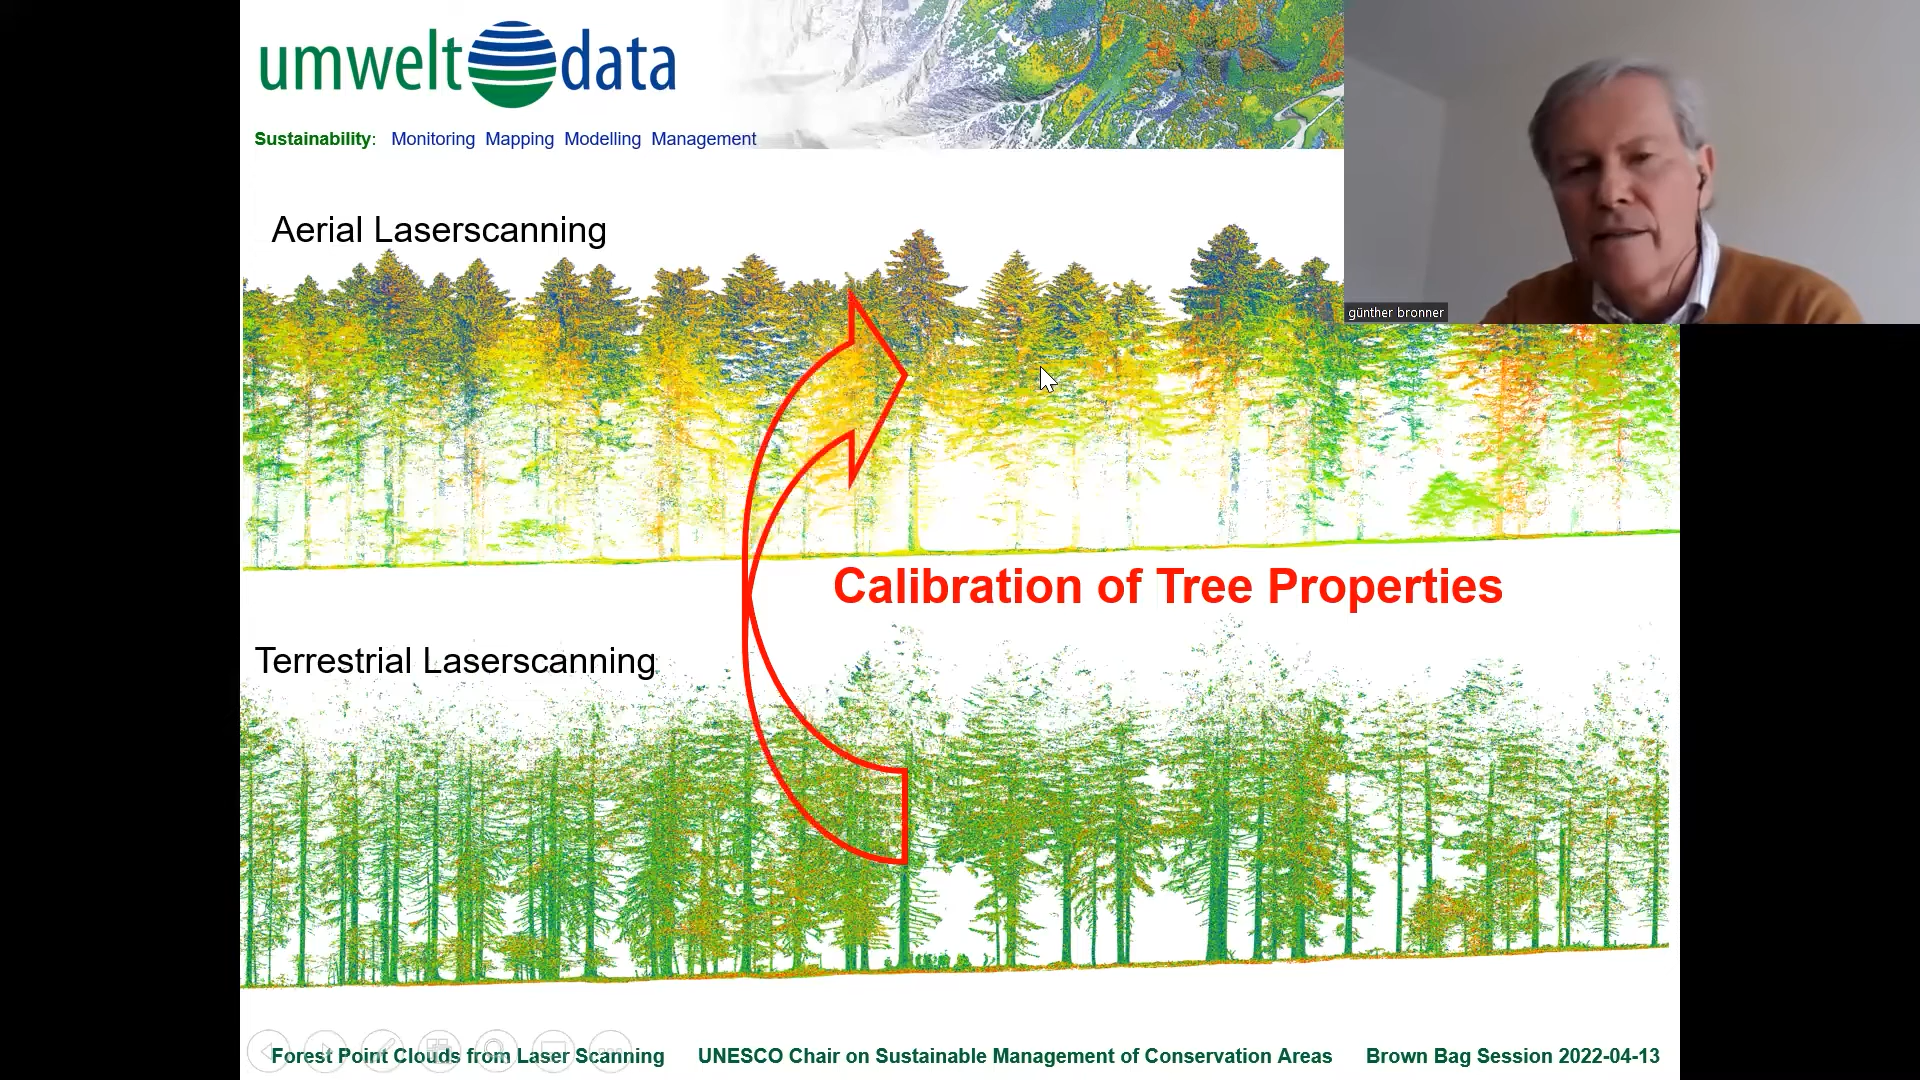 umwelt data
Sustainability: Monitoring Mapping Modelling Management
günther bronner
Aerial Laserscanning
Calibration of Tree Properties
Terrestrial Laserscanning
Forest Point Clouds from Laser Scanning UNESCO Chair on Sustainable Management of Conservation Areas Brown Bag Session 2022-04-13